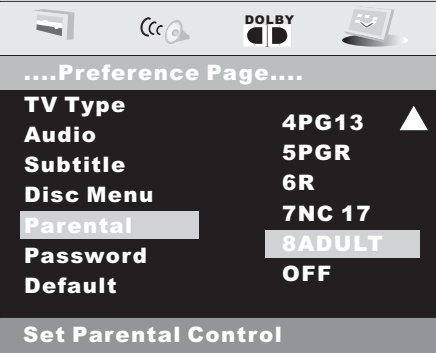 DOLBY
....Preference Page....
TV Type
Audio
Subtitle
Disc Menu
Parental
Password
Default
4PG13
5PGR
6R
7NC 17
8ADULT
OFF
Set Parental Control